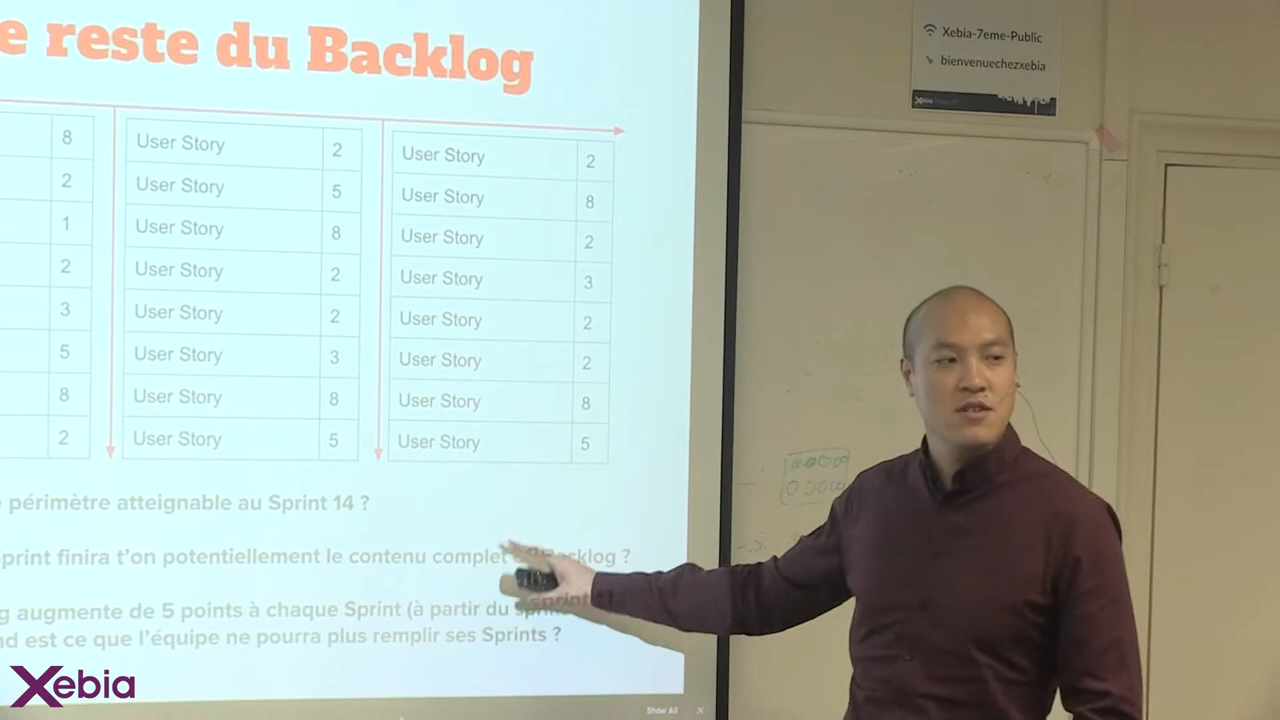 e reste du Backlog
8
2
1
2
3
5
8
2
User Story 2
User Story 5
User Story 8
User Story 2
User Story 2
User Story 3
User Story 8
User Story 5
User Story 2
User Story 8
User Story 2
User Story 3
User Story 2
User Story 2
User Story 8
User Story 5
périmètre atteignable au Sprint 14 ?
Sprint finira t'on potentiellement le contenu complet Backlog ?
g augmente de 5 points à chaque Sprint (à partir du sprint
nd est ce que l'équipe ne pourra plus remplir ses Sprints ?
Show All
Xebia-7eme-Public
bienvenuechezxebia
Xebia
Xebia